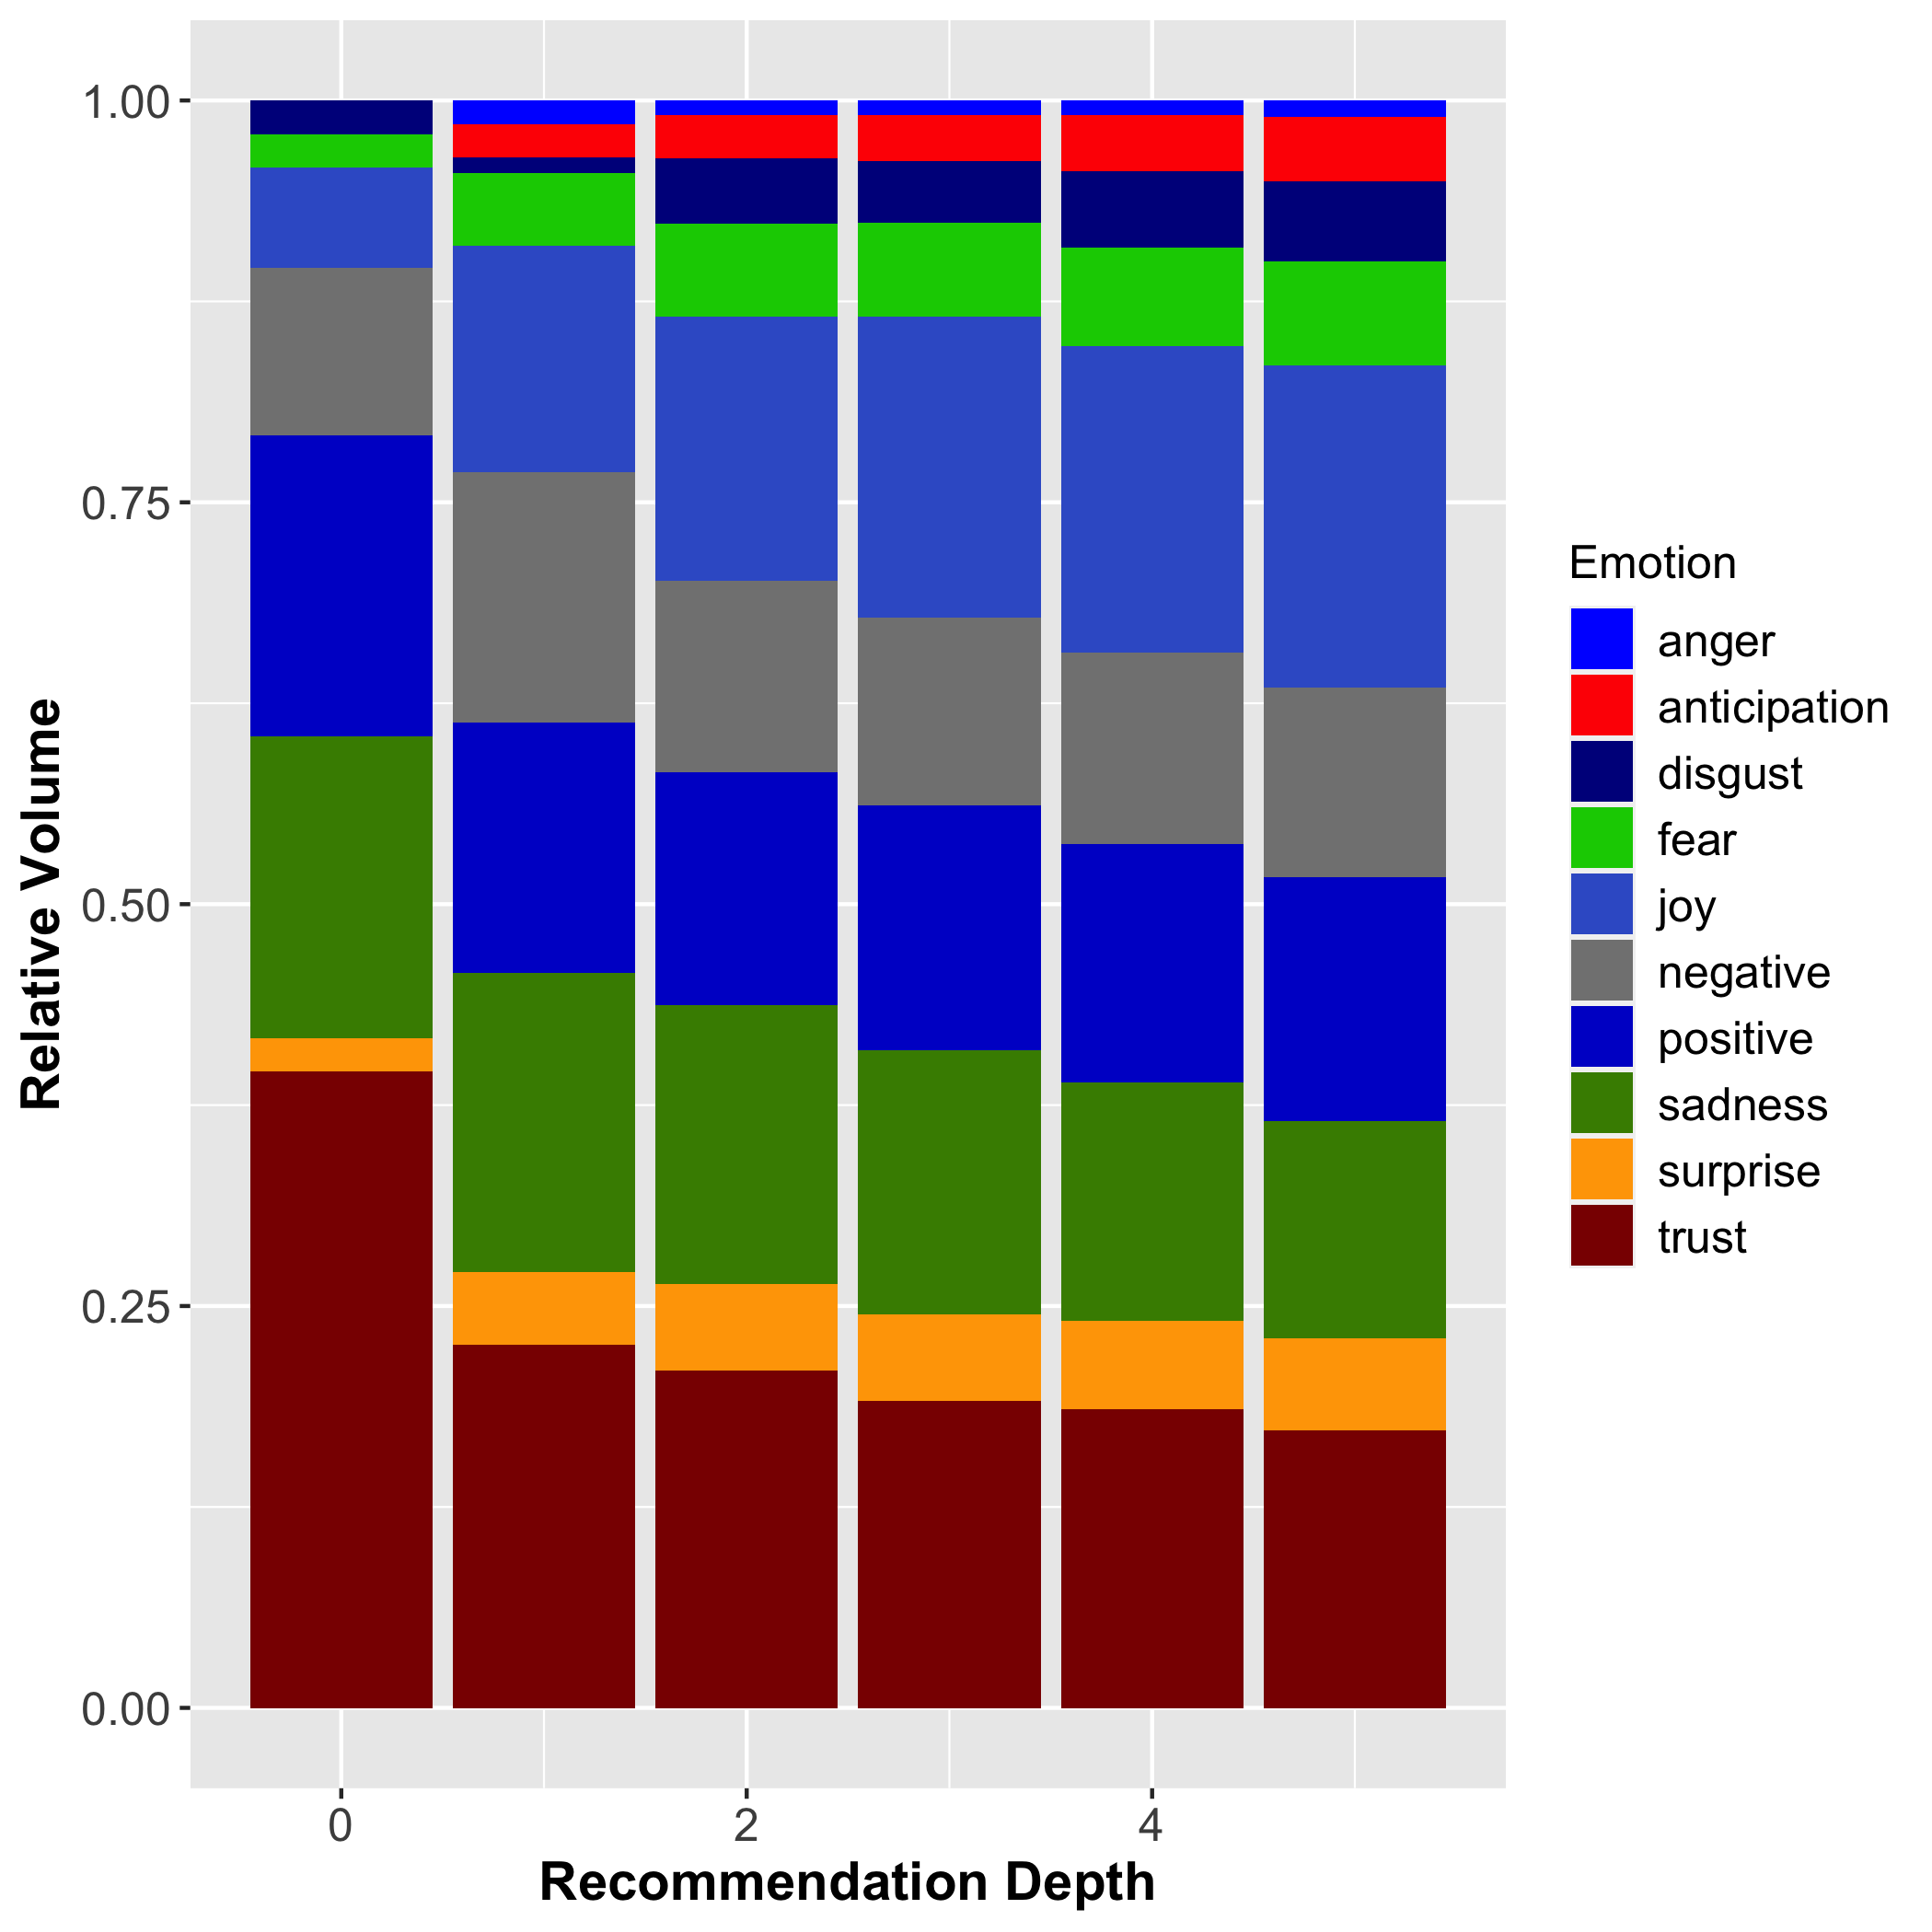 1.00
0.75
0.50
0.25
0.00
Relative Volume
0 2 4
Recommendation Depth
Emotion
anger
anticipation
disgust
fear
joy
negative
positive
sadness
surprise
trust